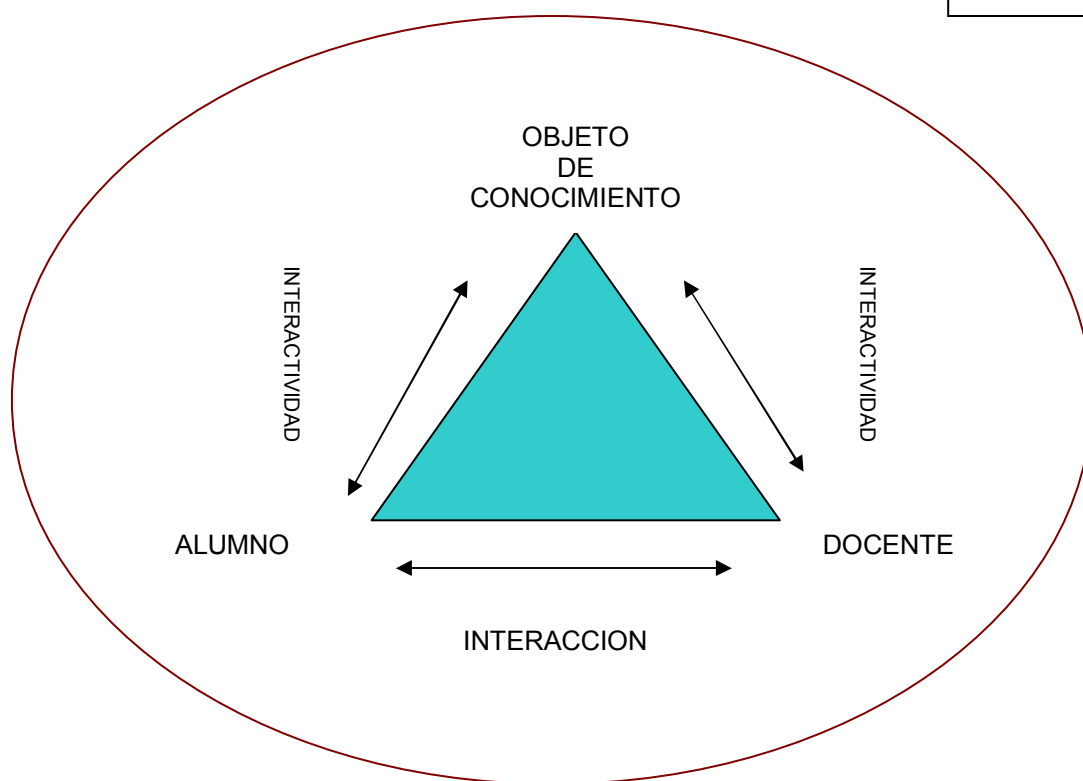 OBJETO
DE
CONOCIMIENTO
INTERACTIVIDAD
INTERACTIVIDAD
ALUMNO
DOCENTE
INTERACCION